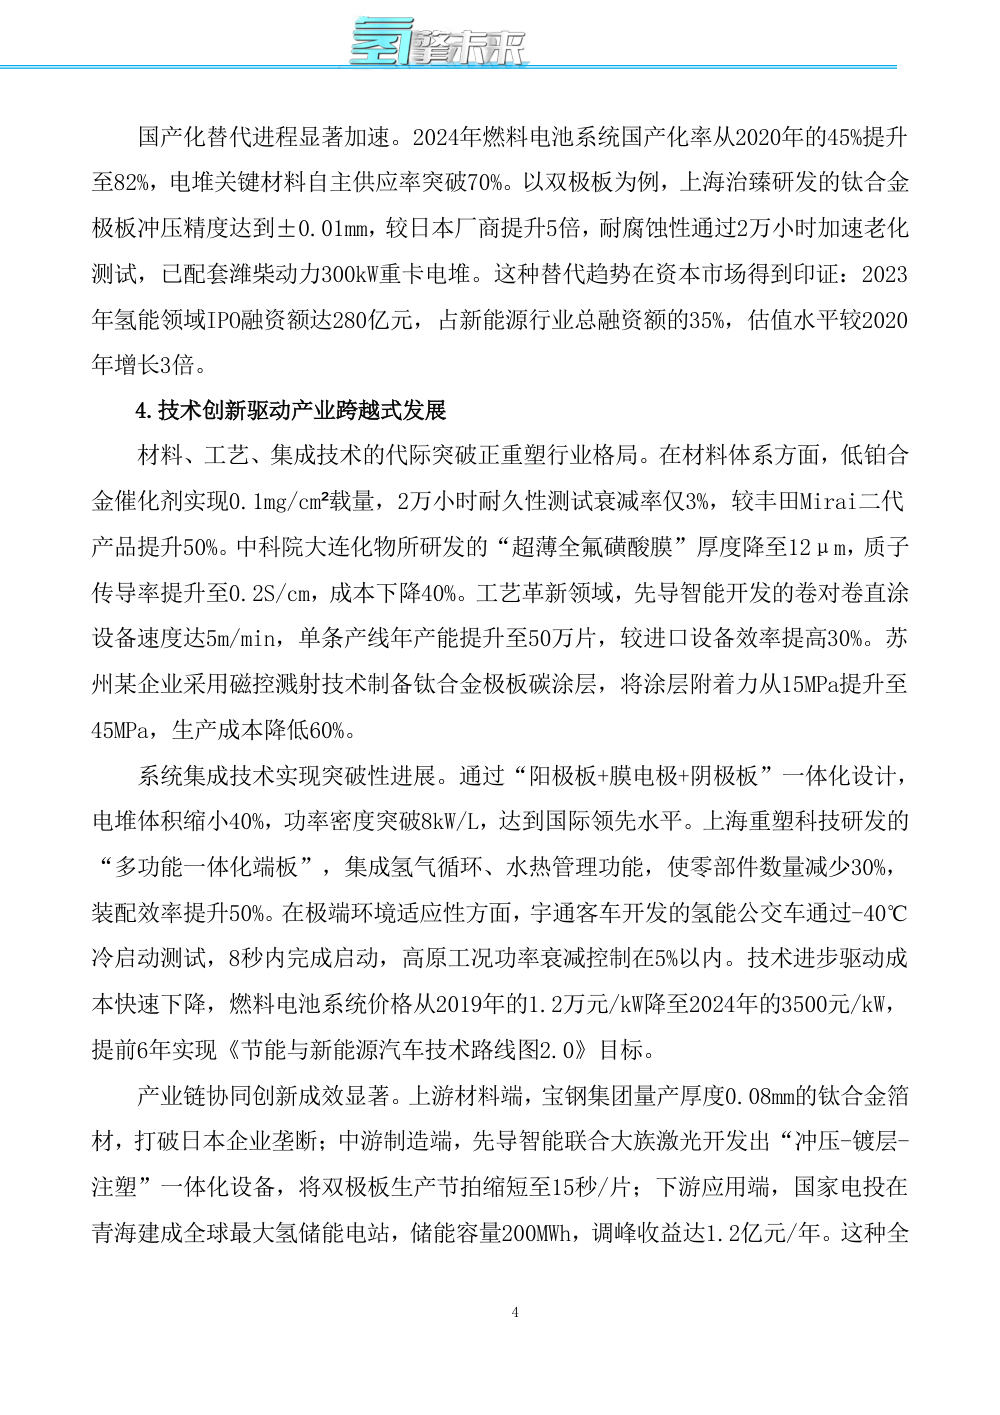 氢擎未来
国产化替代进程显著加速。2024年燃料电池系统国产化率从2020年的45%提升
至82%，电堆关键材料自主供应率突破70%。以双极板为例，上海治臻研发的钛合金
极板冲压精度达到±0.01mm，较日本厂商提升5倍，耐腐蚀性通过2万小时加速老化
测试，已配套潍柴动力300kW重卡电堆。这种替代趋势在资本市场得到印证：2023
年氢能领域IPO融资额达280亿元，占新能源行业总融资额的35%，估值水平较2020
年增长3倍。
4.技术创新驱动产业跨越式发展
材料、工艺、集成技术的代际突破正重塑行业格局。在材料体系方面，低铂合
金催化剂实现0.1mg/cm²载量，2万小时耐久性测试衰减率仅3%，较丰田Mirai二代
产品提升50%。中科院大连化物所研发的“超薄全氟磺酸膜”厚度降至12μm，质子
传导率提升至0.2S/cm，成本下降40%。工艺革新领域，先导智能开发的卷对卷直涂
设备速度达5m/min，单条产线年产能提升至50万片，较进口设备效率提高30%。苏
州某企业采用磁控溅射技术制备钛合金极板碳涂层，将涂层附着力从15MPa提升至
45MPa，生产成本降低60%。
系统集成技术实现突破性进展。通过“阳极板+膜电极+阴极板”一体化设计，
电堆体积缩小40%，功率密度突破8kW/L，达到国际领先水平。上海重塑科技研发的
“多功能一体化端板”，集成氢气循环、水热管理功能，使零部件数量减少30%，
装配效率提升50%。在极端环境适应性方面，宇通客车开发的氢能公交车通过-40℃
冷启动测试，8秒内完成启动，高原工况功率衰减控制在5%以内。技术进步驱动成
本快速下降，燃料电池系统价格从2019年的1.2万元/kW降至2024年的3500元/kW，
提前6年实现《节能与新能源汽车技术路线图2.0》目标。
产业链协同创新成效显著。上游材料端，宝钢集团量产厚度0.08mm的钛合金箔
材，打破日本企业垄断；中游制造端，先导智能联合大族激光开发出“冲压-镀层-
注塑”一体化设备，将双极板生产节拍缩短至15秒/片；下游应用端，国家电投在
青海建成全球最大氢储能电站，储能容量200MWh，调峰收益达1.2亿元/年。这种全
4